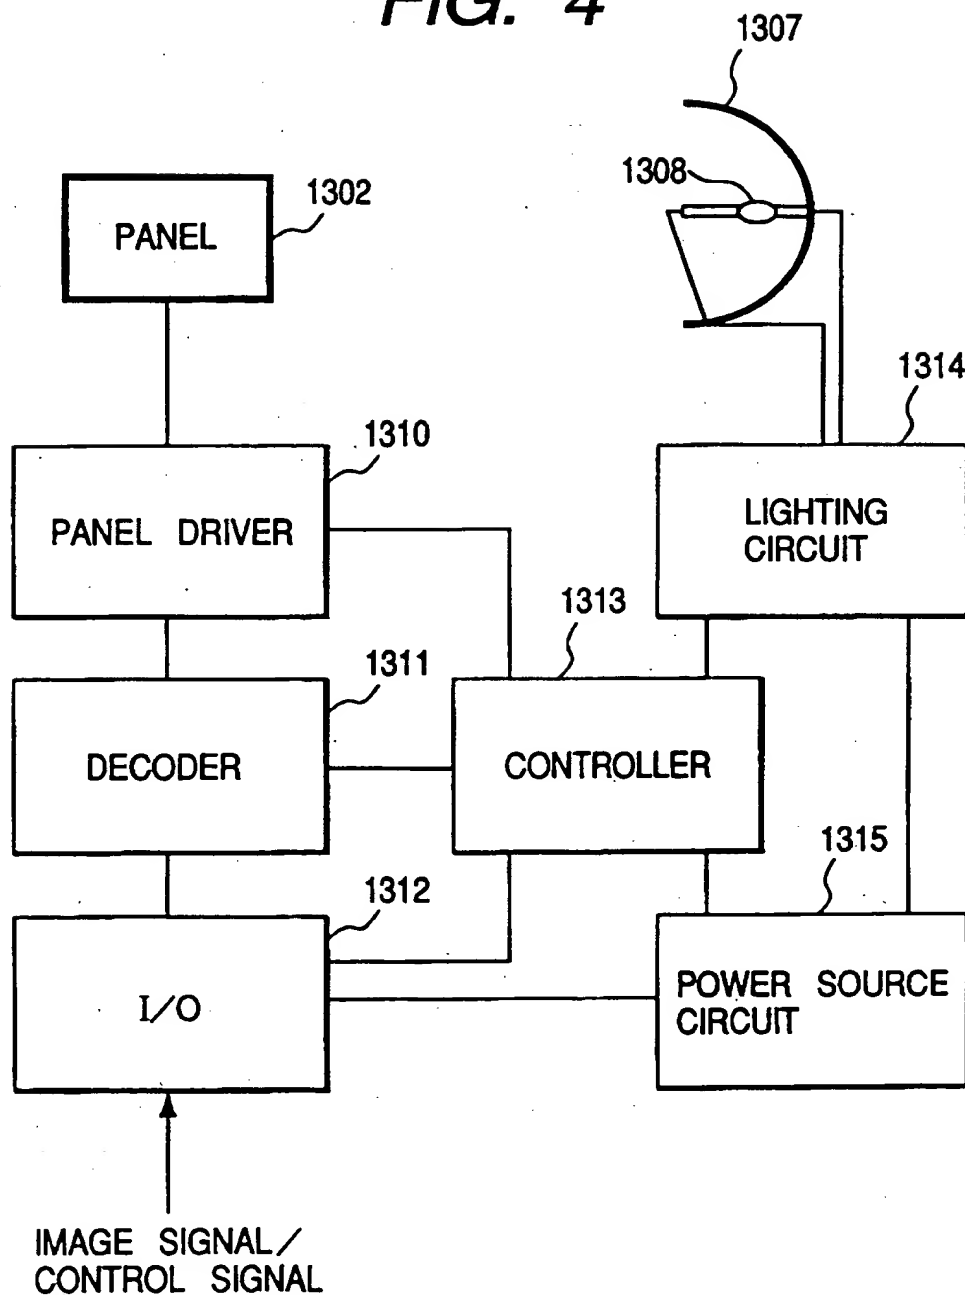 FIG. 4
1307
1308
1302
PANEL
1314
1310
PANEL DRIVER
LIGHTING
CIRCUIT
1313
1311
DECODER
CONTROLLER
1315
1312
I/O
POWER SOURCE
CIRCUIT
IMAGE SIGNAL/
CONTROL SIGNAL